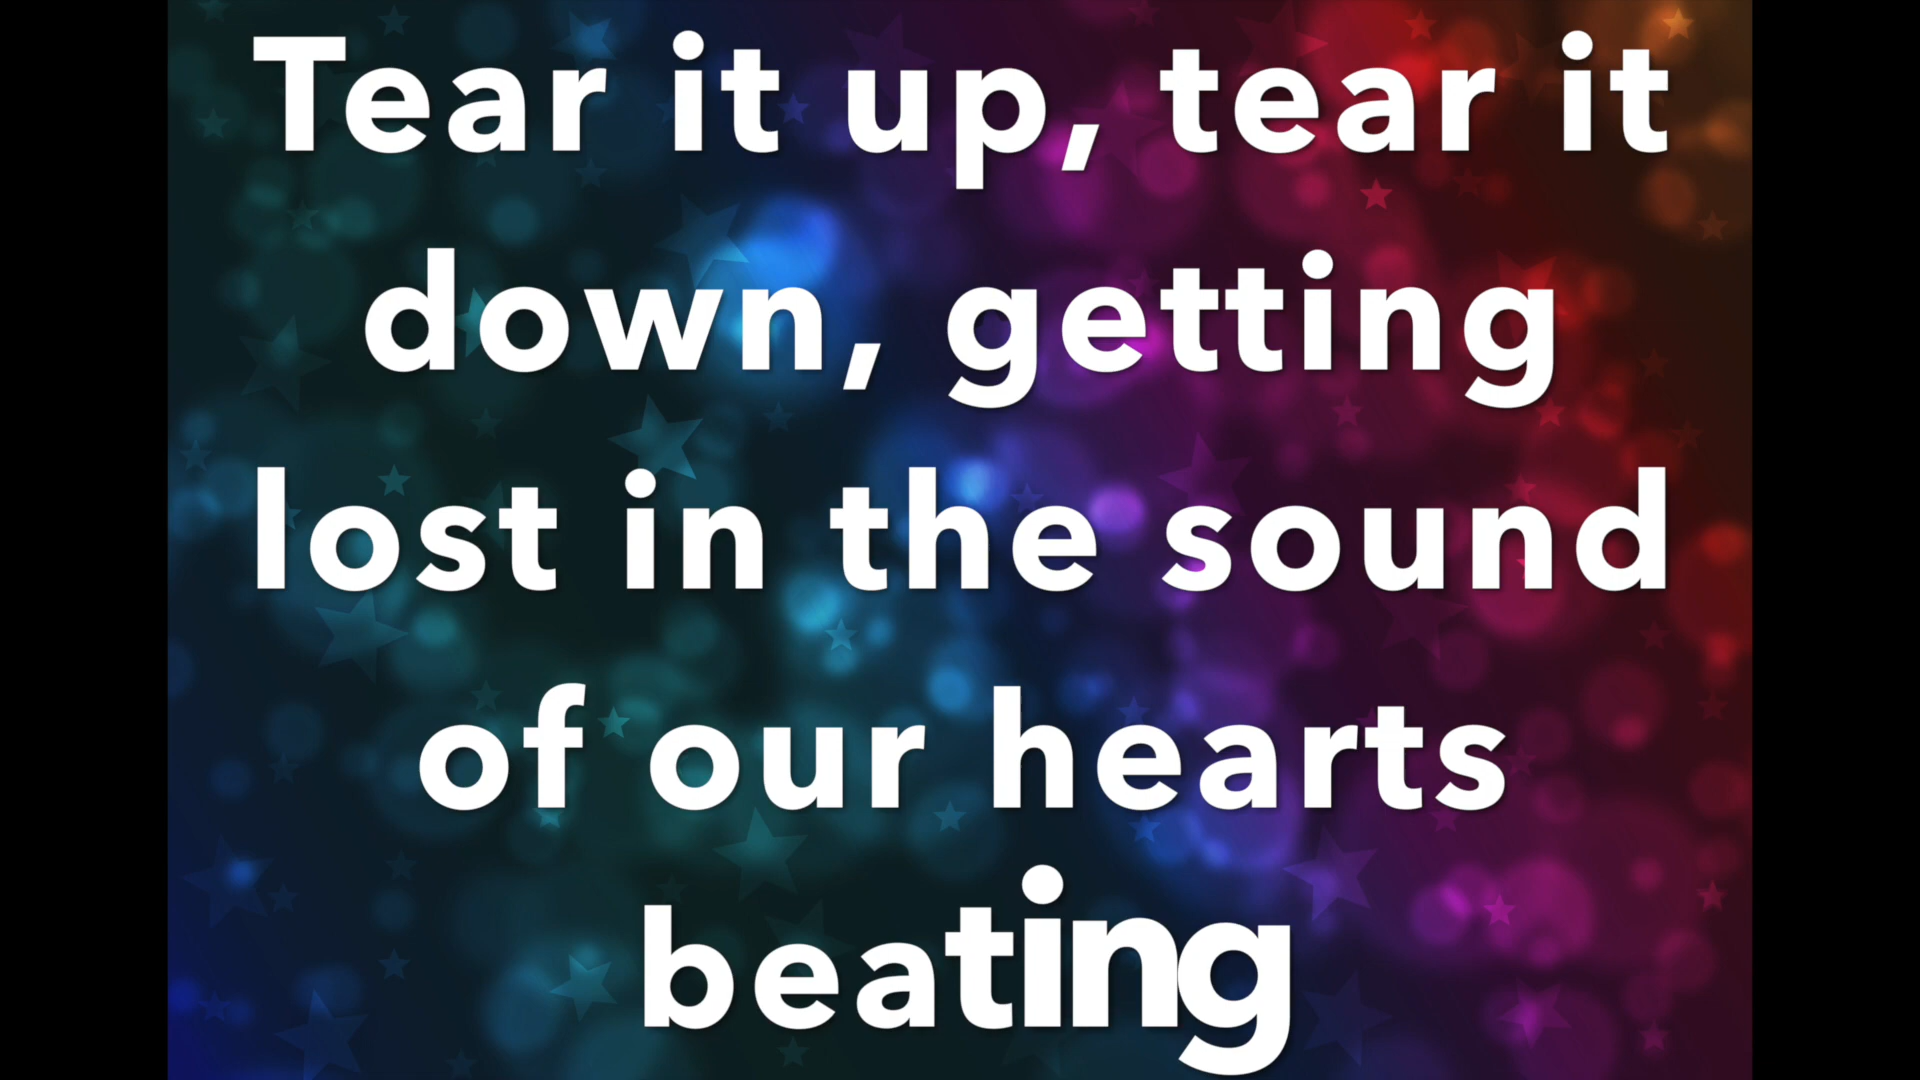 Tear it up, tear it
down, getting
lost in the sound
of our hearts
beating